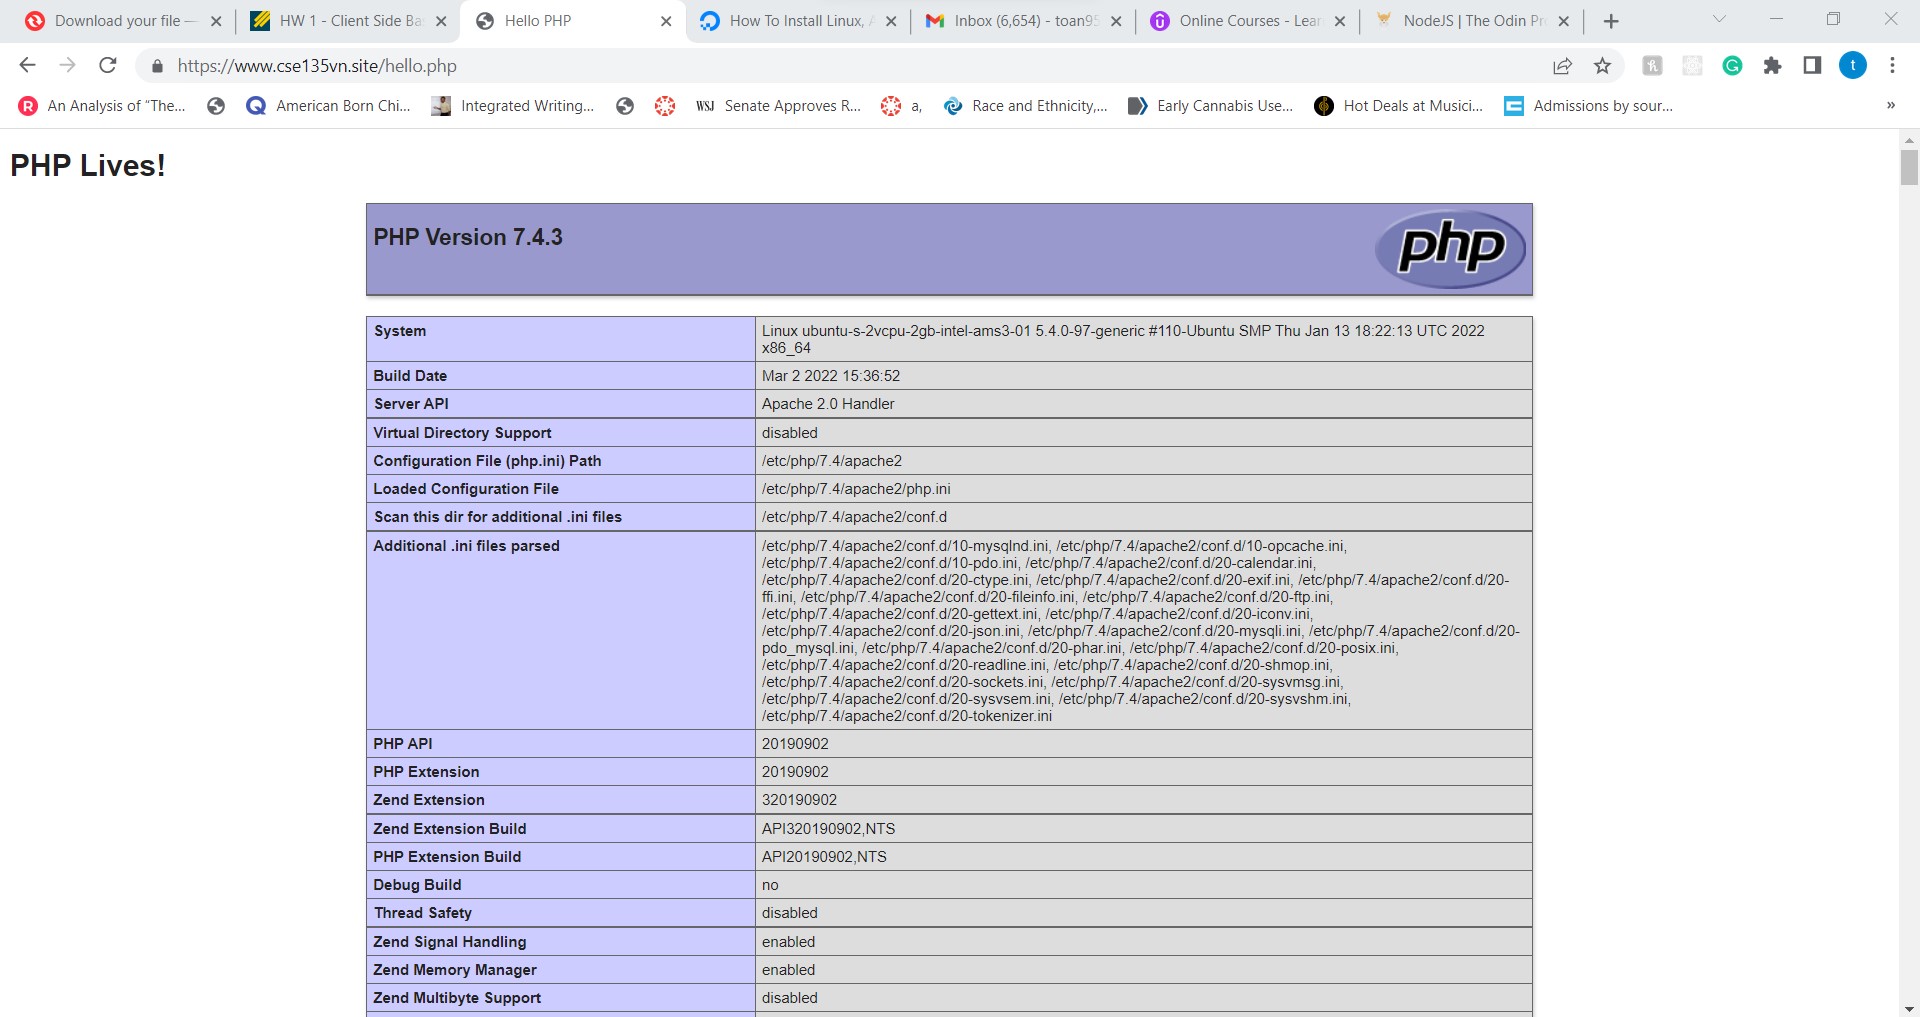 Download your file —
HW 1 - Client Side Ba
Hello PHP
How To Install Linux, A
Inbox (6,654) - toan95
Online Courses - Lear
NodeJS | The Odin Pr
https://www.cse135vn.site/hello.php
t
An Analysis of “The...
American Born Chi...
Integrated Writing...
WSJ Senate Approves R...
a,
Race and Ethnicity,...
Early Cannabis Use...
Hot Deals at Musici...
Admissions by sour...
»
PHP Lives!
PHP Version 7.4.3
php
System
Linux ubuntu-s-2vcpu-2gb-intel-ams3-01 5.4.0-97-generic #110-Ubuntu SMP Thu Jan 13 18:22:13 UTC 2022
x86_64
Build Date
Mar 2 2022 15:36:52
Server API
Apache 2.0 Handler
Virtual Directory Support
disabled
Configuration File (php.ini) Path
/etc/php/7.4/apache2
Loaded Configuration File
/etc/php/7.4/apache2/php.ini
Scan this dir for additional .ini files
/etc/php/7.4/apache2/conf.d
Additional .ini files parsed
/etc/php/7.4/apache2/conf.d/10-mysqlnd.ini, /etc/php/7.4/apache2/conf.d/10-opcache.ini,
/etc/php/7.4/apache2/conf.d/10-pdo.ini, /etc/php/7.4/apache2/conf.d/20-calendar.ini,
/etc/php/7.4/apache2/conf.d/20-ctype.ini, /etc/php/7.4/apache2/conf.d/20-exif.ini, /etc/php/7.4/apache2/conf.d/20-
ffi.ini, /etc/php/7.4/apache2/conf.d/20-fileinfo.ini, /etc/php/7.4/apache2/conf.d/20-ftp.ini,
/etc/php/7.4/apache2/conf.d/20-gettext.ini, /etc/php/7.4/apache2/conf.d/20-iconv.ini,
/etc/php/7.4/apache2/conf.d/20-json.ini, /etc/php/7.4/apache2/conf.d/20-mysqli.ini, /etc/php/7.4/apache2/conf.d/20-
pdo_mysql.ini, /etc/php/7.4/apache2/conf.d/20-phar.ini, /etc/php/7.4/apache2/conf.d/20-posix.ini,
/etc/php/7.4/apache2/conf.d/20-readline.ini, /etc/php/7.4/apache2/conf.d/20-shmop.ini,
/etc/php/7.4/apache2/conf.d/20-sockets.ini, /etc/php/7.4/apache2/conf.d/20-sysvmsg.ini,
/etc/php/7.4/apache2/conf.d/20-sysvsem.ini, /etc/php/7.4/apache2/conf.d/20-sysvshm.ini,
/etc/php/7.4/apache2/conf.d/20-tokenizer.ini
PHP API
20190902
PHP Extension
20190902
Zend Extension
320190902
Zend Extension Build
API320190902,NTS
PHP Extension Build
API20190902,NTS
Debug Build
no
Thread Safety
disabled
Zend Signal Handling
enabled
Zend Memory Manager
enabled
Zend Multibyte Support
disabled